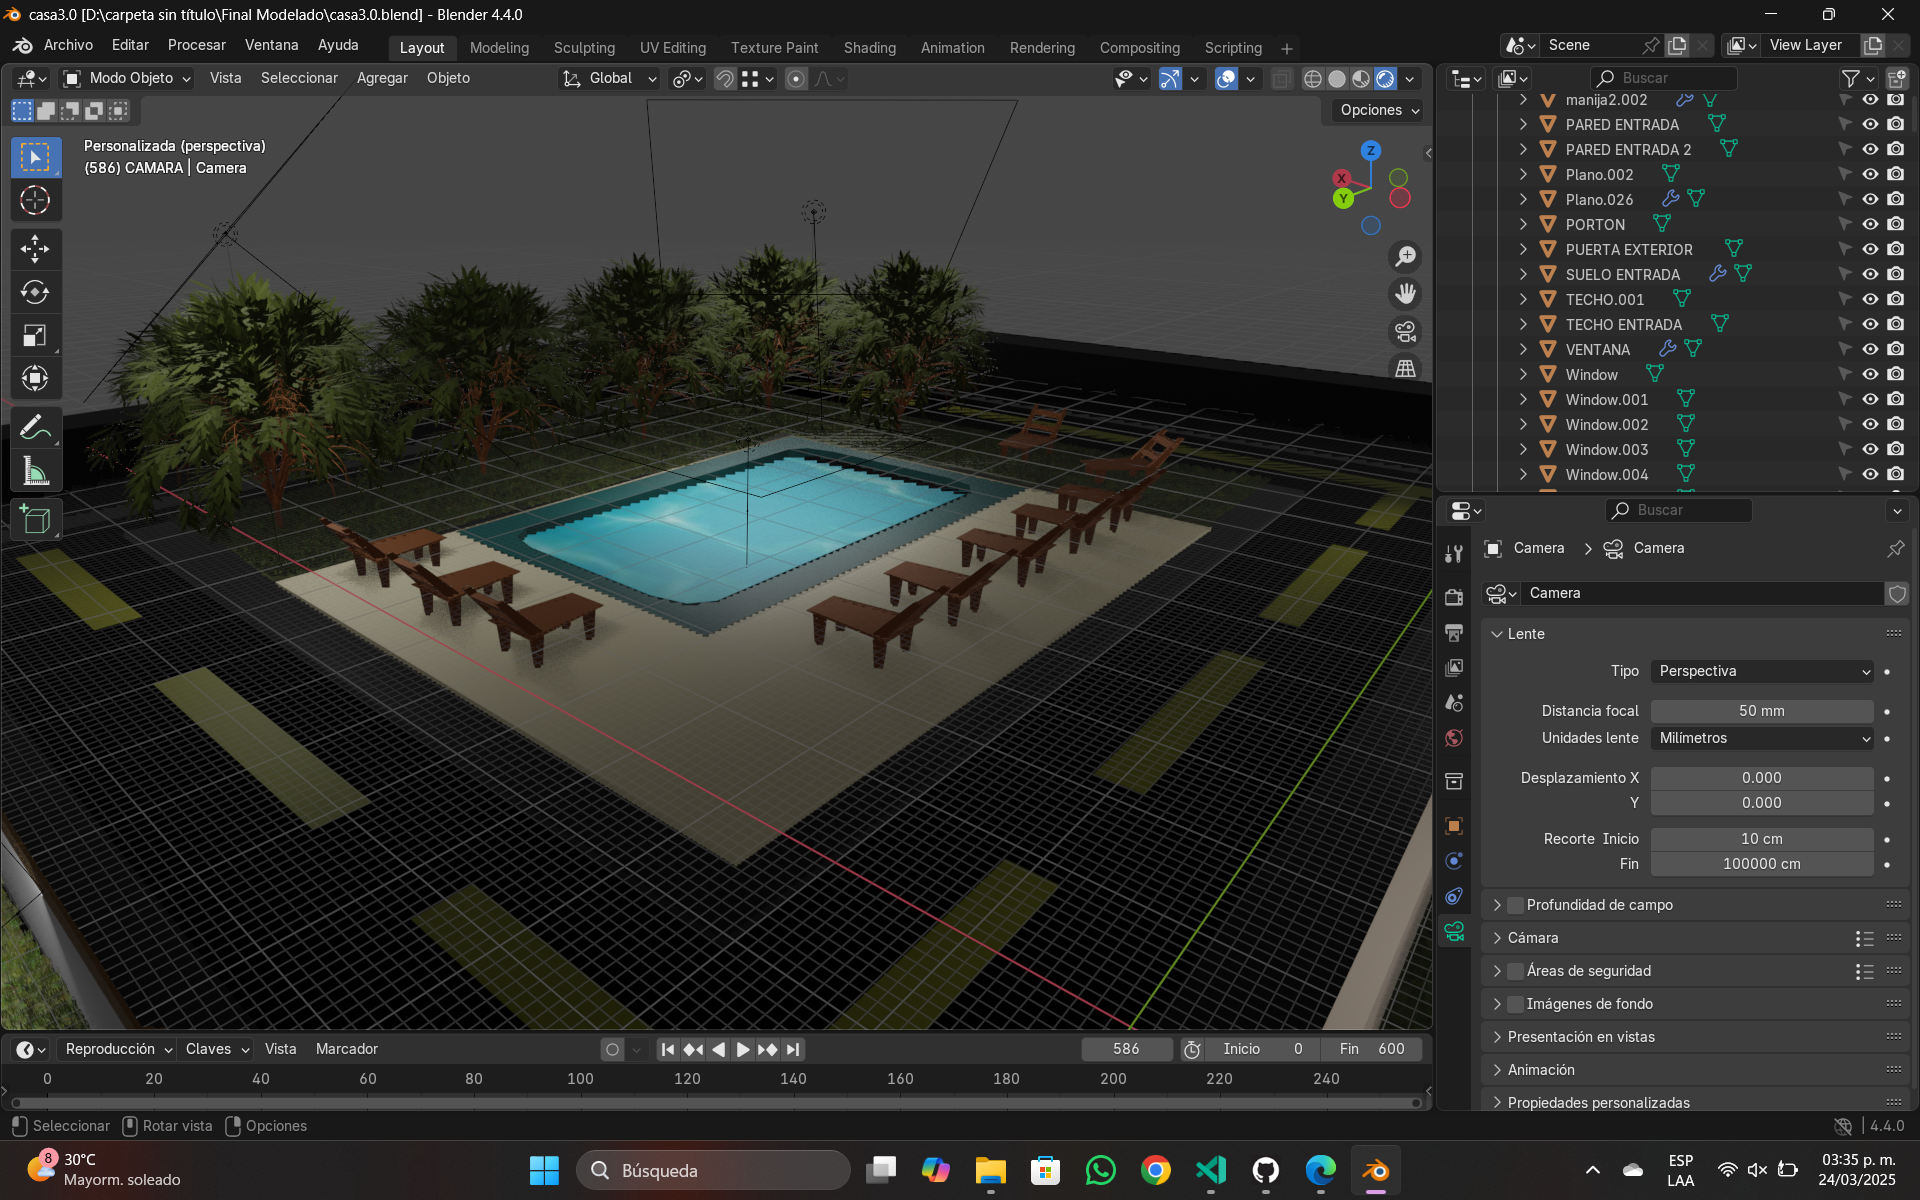 casa3.0 [D:\carpeta sin título\Final Modelado\casa3.0.blend] - Blender 4.4.0
Archivo Editar Procesar Ventana Ayuda
Layout Modeling Sculpting UV Editing Texture Paint Shading Animation Rendering Compositing Scripting
Scene View Layer
Modo Objeto Vista Seleccionar Agregar Objeto Global
Opciones
Personalizada (perspectiva)
(586) CAMARA | Camera
Z
X
Y
Buscar
manija2.002
PARED ENTRADA
PARED ENTRADA 2
Plano.002
Plano.026
PORTON
PUERTA EXTERIOR
SUELO ENTRADA
TECHO.001
TECHO ENTRADA
VENTANA
Window
Window.001
Window.002
Window.003
Window.004
Buscar
Camera Camera
Camera
Lente
Tipo Perspectiva
Distancia focal 50 mm
Unidades lente Milímetros
Desplazamiento X 0.000
Y 0.000
Recorte Inicio 10 cm
Fin 100000 cm
Profundidad de campo
Cámara
Áreas de seguridad
Imágenes de fondo
Presentación en vistas
Animación
Propiedades personalizadas
Reproducción Claves Vista Marcador
586 Inicio 0 Fin 600
0 20 40 60 80 100 120 140 160 180 200 220 240
Seleccionar Rotar vista Opciones
4.4.0
8
30°C
Mayorm. soleado
Búsqueda
ESP
LAA
03:35 p. m.
24/03/2025